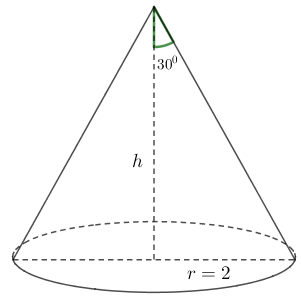 30⁰
h
r = 2